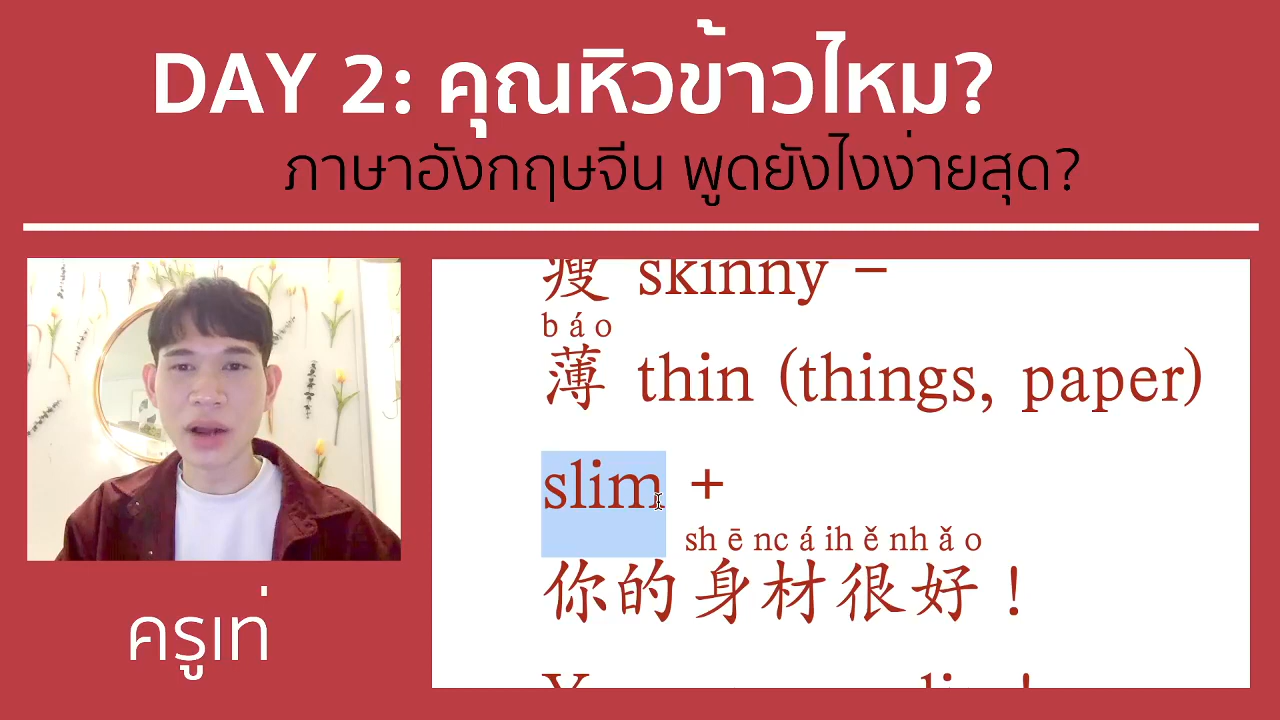 DAY 2: คุณหิวข้าวไหม?
ภาษาอังกฤษจีน พูดยังไงง่ายสุด?
瘦 skinny –
báo
薄 thin (things, paper)
slim +
shēncáihěnhǎo
你的身材很好！
ครูเท่